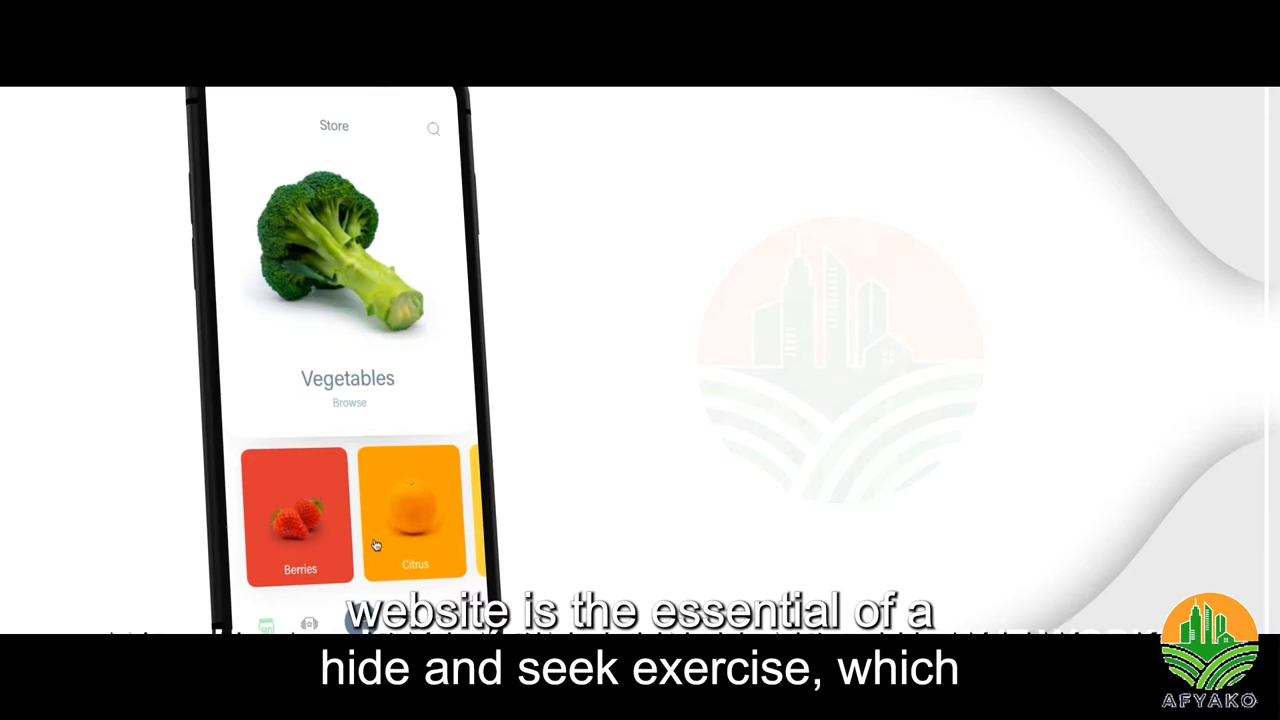 Store
Vegetables
Browse
Berries
Citrus
website is the essential of a
hide and seek exercise, which
AFYAKO